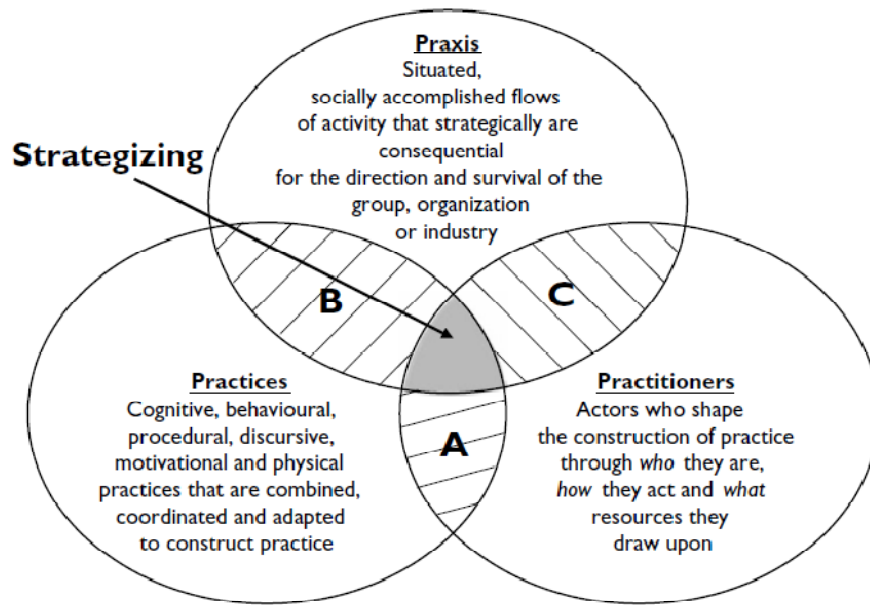 Praxis
Situated,
socially accomplished flows
of activity that strategically are
consequential
for the direction and survival of the
group, organization
or industry
Strategizing
B
C
A
Practices
Cognitive, behavioural,
procedural, discursive,
motivational and physical
practices that are combined,
coordinated and adapted
to construct practice
Practitioners
Actors who shape
the construction of practice
through who they are,
how they act and what
resources they
draw upon